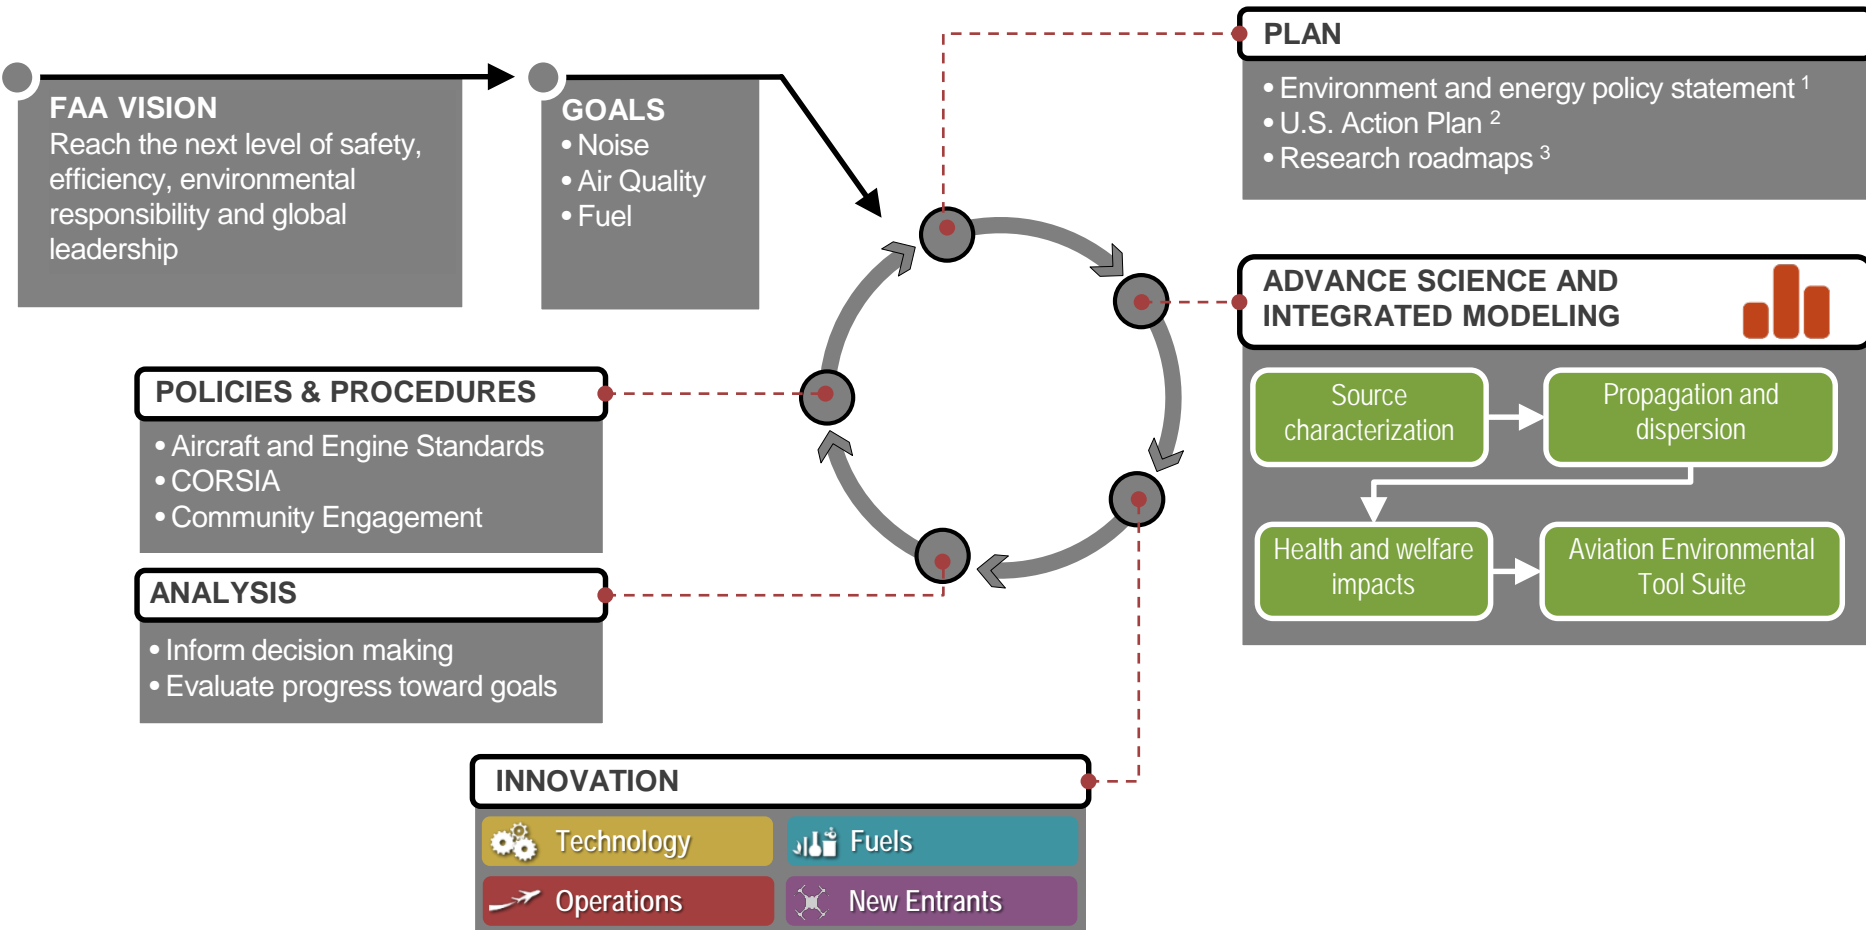 FAA VISION
Reach the next level of safety,
efficiency, environmental
responsibility and global
leadership
GOALS
• Noise
• Air Quality
• Fuel
PLAN
• Environment and energy policy statement ¹
• U.S. Action Plan ²
• Research roadmaps ³
ADVANCE SCIENCE AND
INTEGRATED MODELING
Source
characterization
Propagation and
dispersion
Health and welfare
impacts
Aviation Environmental
Tool Suite
POLICIES & PROCEDURES
• Aircraft and Engine Standards
• CORSIA
• Community Engagement
ANALYSIS
• Inform decision making
• Evaluate progress toward goals
INNOVATION
Technology
Fuels
Operations
New Entrants